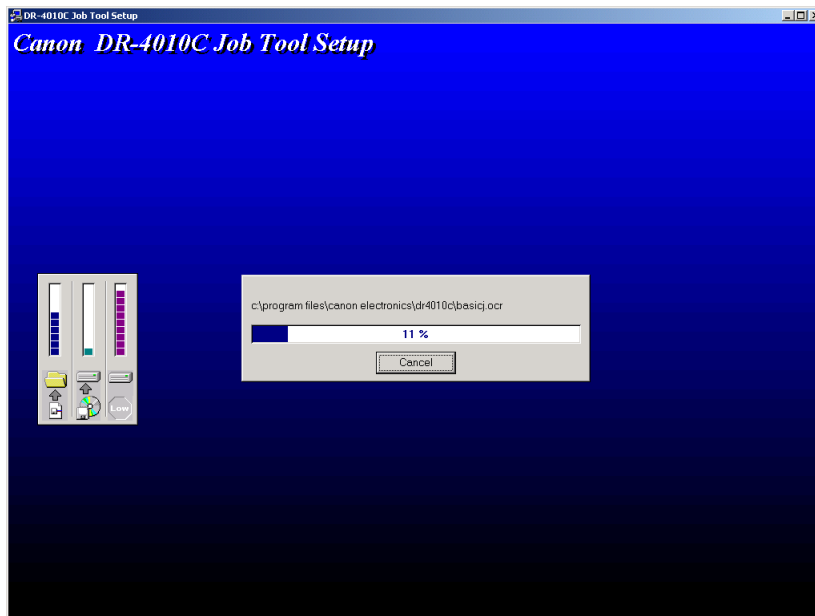 DR-4010C Job Tool Setup
Canon DR-4010C Job Tool Setup
c:\program files\canon electronics\dr4010c\basicj.ocr
11 %
Cancel
Low